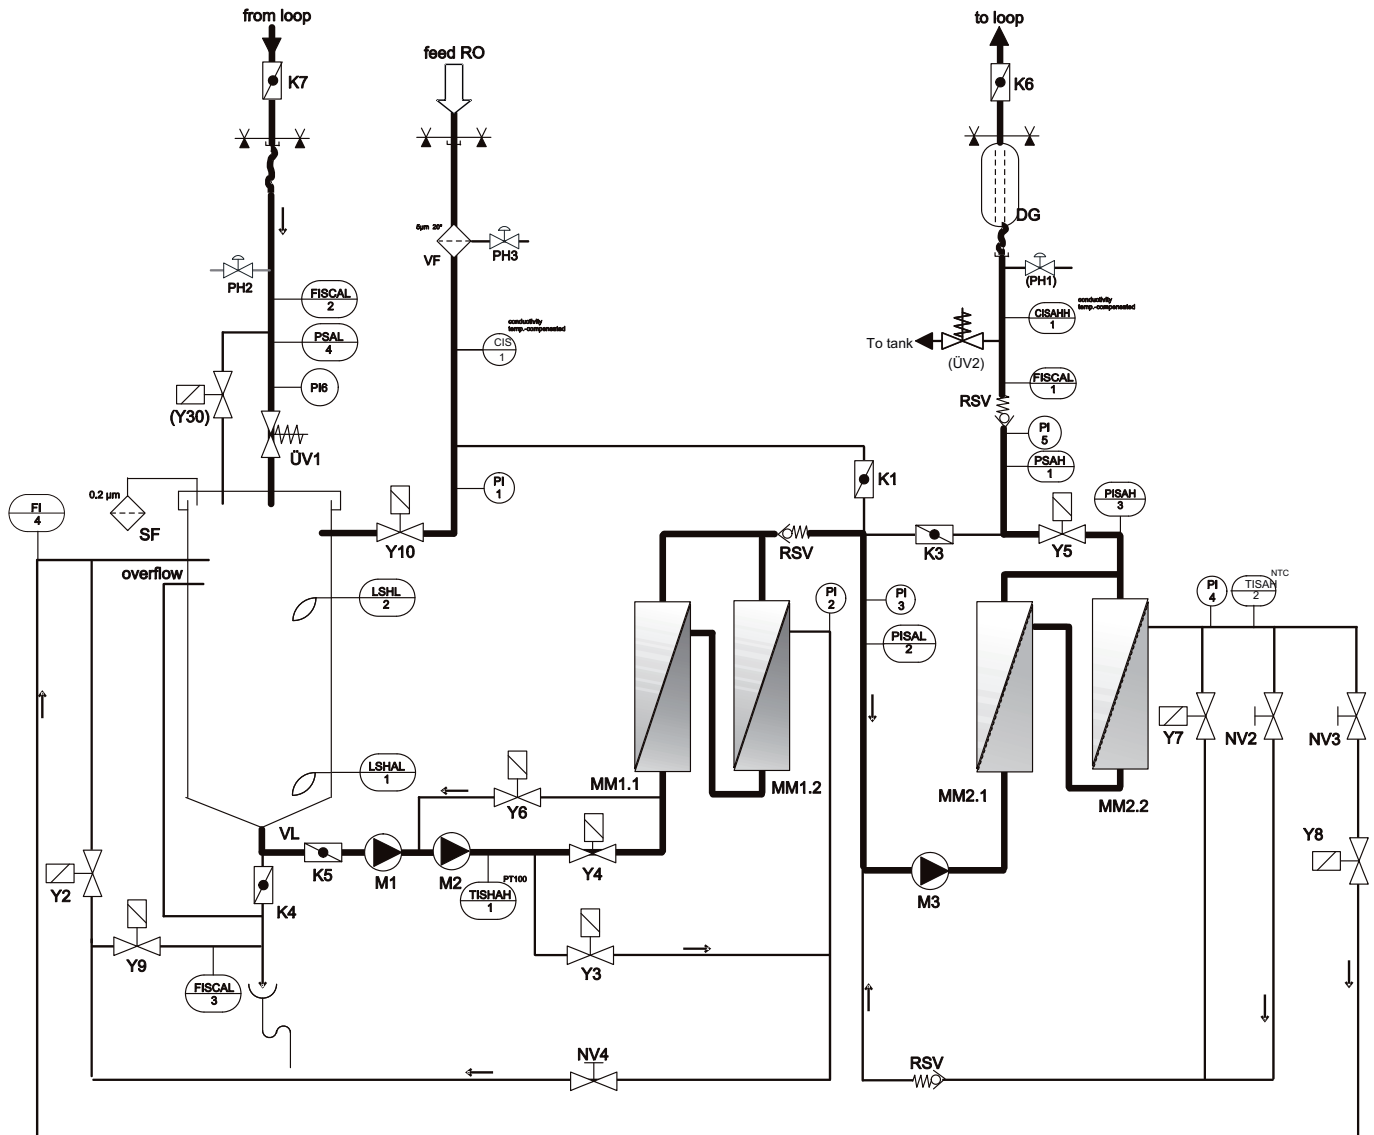 from loop
to loop
feed RO
K7
K6
DG
5µm 20"
VF
PH3
PH2
(PH1)
FISCAL
2
conductivity
temp.-compensated
CISAHH
1
conductivity
temp.-compensated
CIS
1
PSAL
4
To tank
(ÜV2)
PI6
FISCAL
1
(Y30)
RSV
ÜV1
PI
5
PSAH
1
K1
0.2 µm
PI
1
PISAH
3
FI
4
SF
Y10
RSV
K3
Y5
overflow
NTC
LSHL
2
PI
2
PI
3
PI
4
TISAH
2
PISAL
2
Y7
NV2
NV3
LSHAL
1
MM1.1
MM1.2
MM2.1
MM2.2
Y6
VL
Y8
K5
M1
M2
Y4
PT100
TISHAH
1
Y2
K4
M3
Y9
Y3
FISCAL
3
NV4
RSV